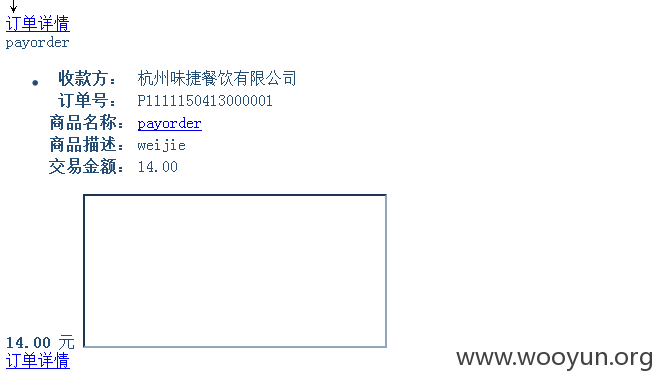 订单详情
payorder
收款方： 杭州味捷餐饮有限公司
订单号： P1111150413000001
商品名称： payorder
商品描述： weijie
交易金额： 14.00
14.00 元
订单详情
www.wooyun.org